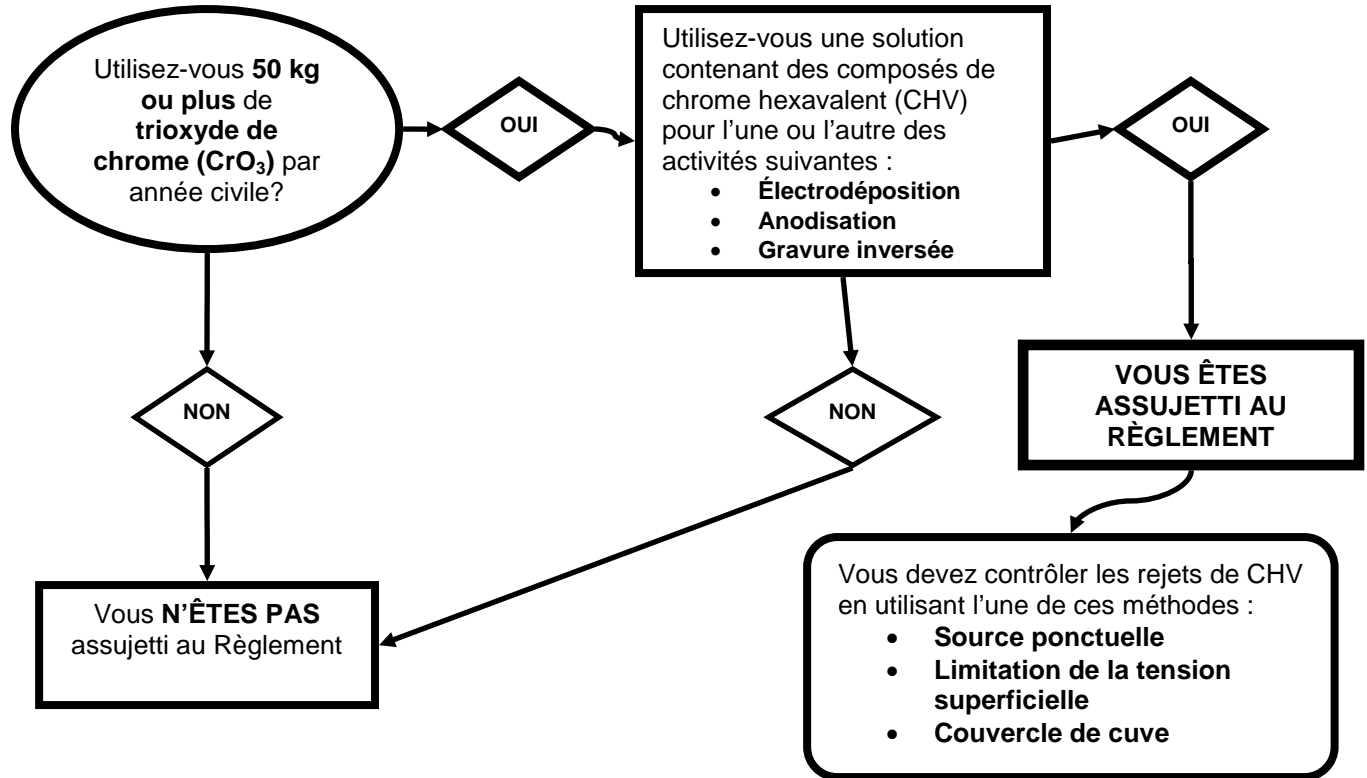 Utilisez-vous 50 kg
ou plus de
trioxyde de
chrome (CrO₃) par
année civile?
OUI
Utilisez-vous une solution
contenant des composés de
chrome hexavalent (CHV)
pour l’une ou l’autre des
activités suivantes :
• Électrodéposition
• Anodisation
• Gravure inversée
OUI
NON
NON
VOUS ÊTES
ASSUJETTI AU
RÈGLEMENT
Vous N’ÊTES PAS
assujetti au Règlement
Vous devez contrôler les rejets de CHV
en utilisant l’une de ces méthodes :
• Source ponctuelle
• Limitation de la tension
superficielle
• Couvercle de cuve